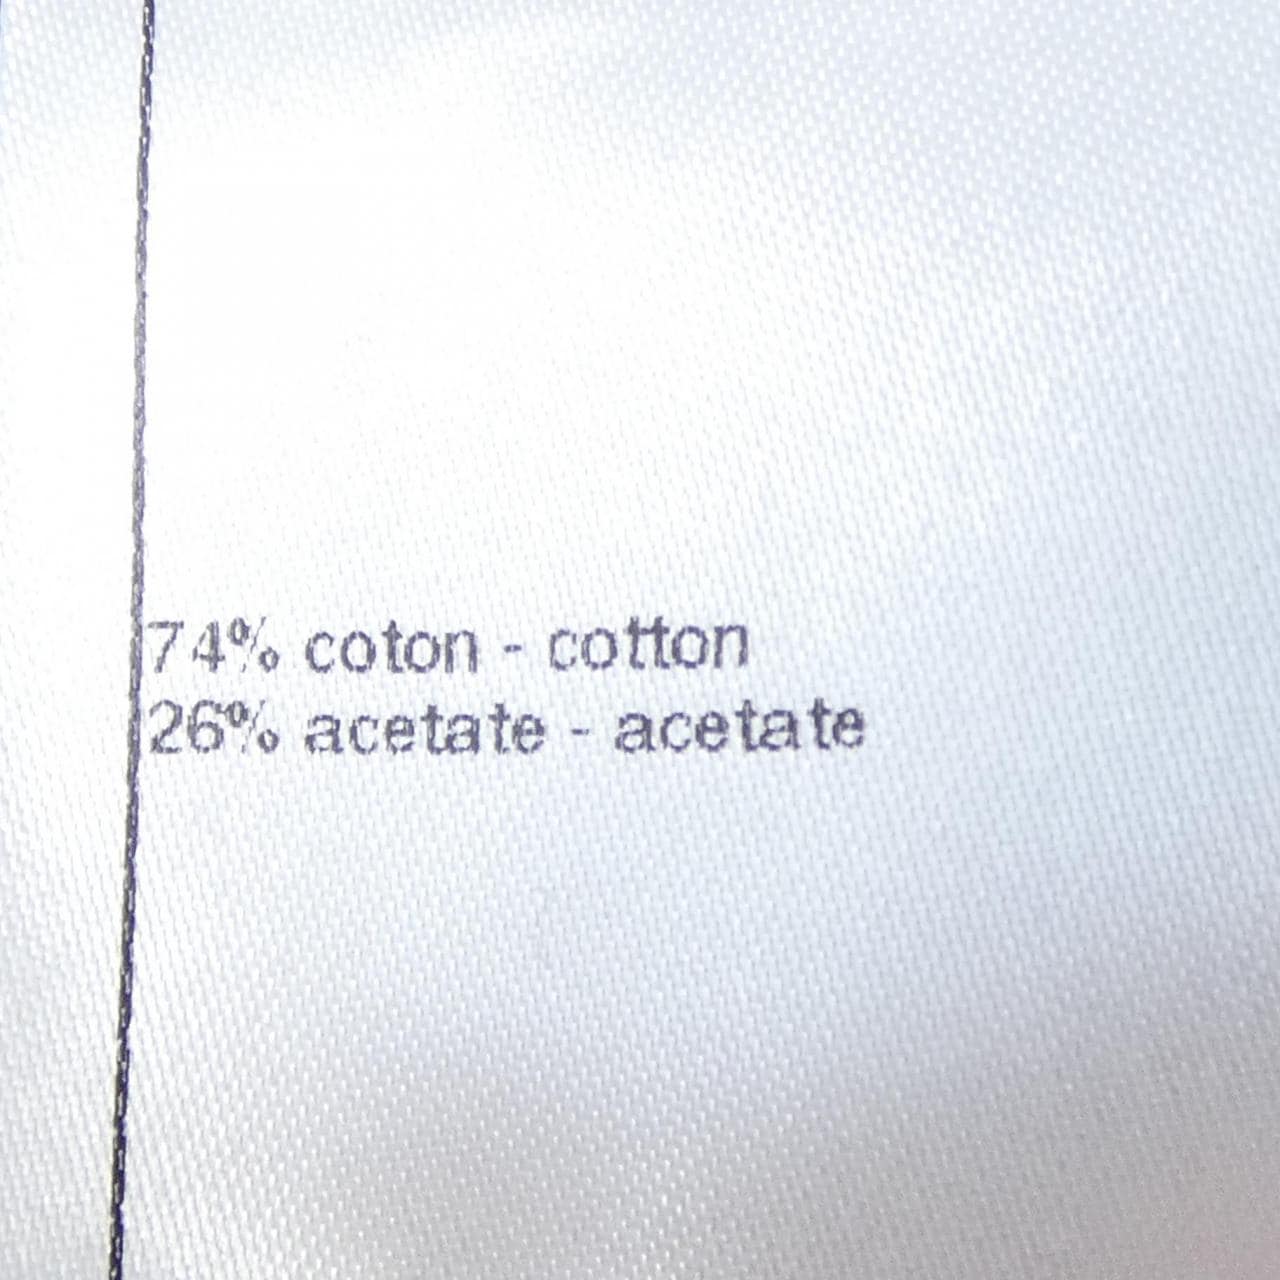 74% coton - cotton
26% acetate - acetate